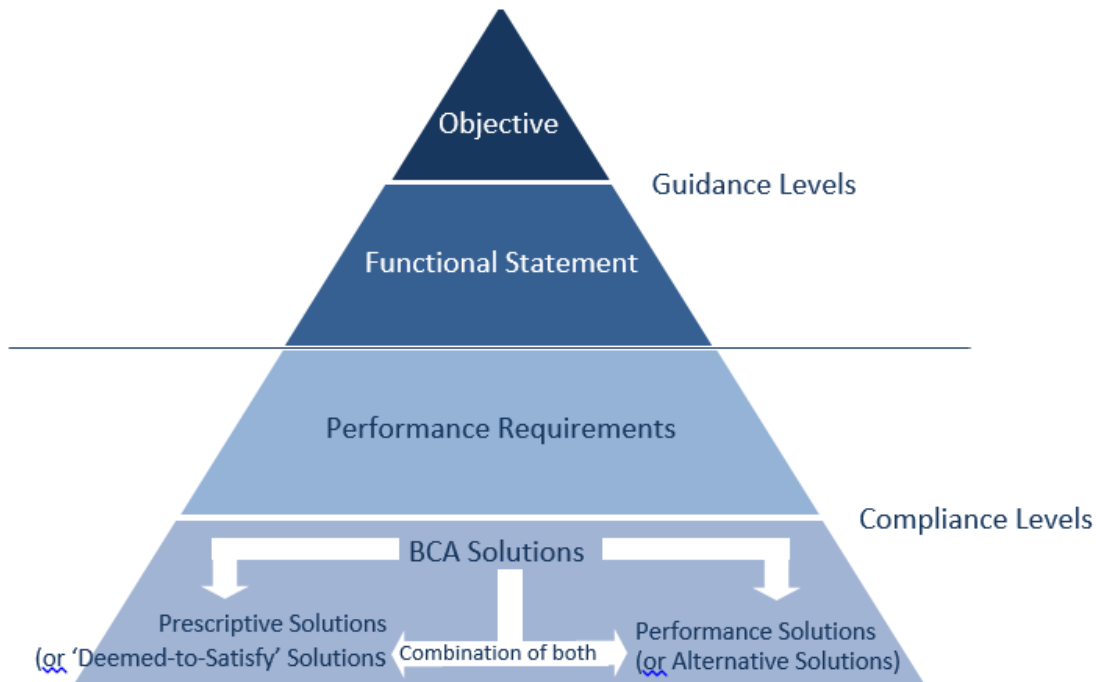 Objective
Guidance Levels
Functional Statement
Performance Requirements
Compliance Levels
BCA Solutions
Prescriptive Solutions
(or ‘Deemed-to-Satisfy’ Solutions
Combination of both
Performance Solutions
(or Alternative Solutions)